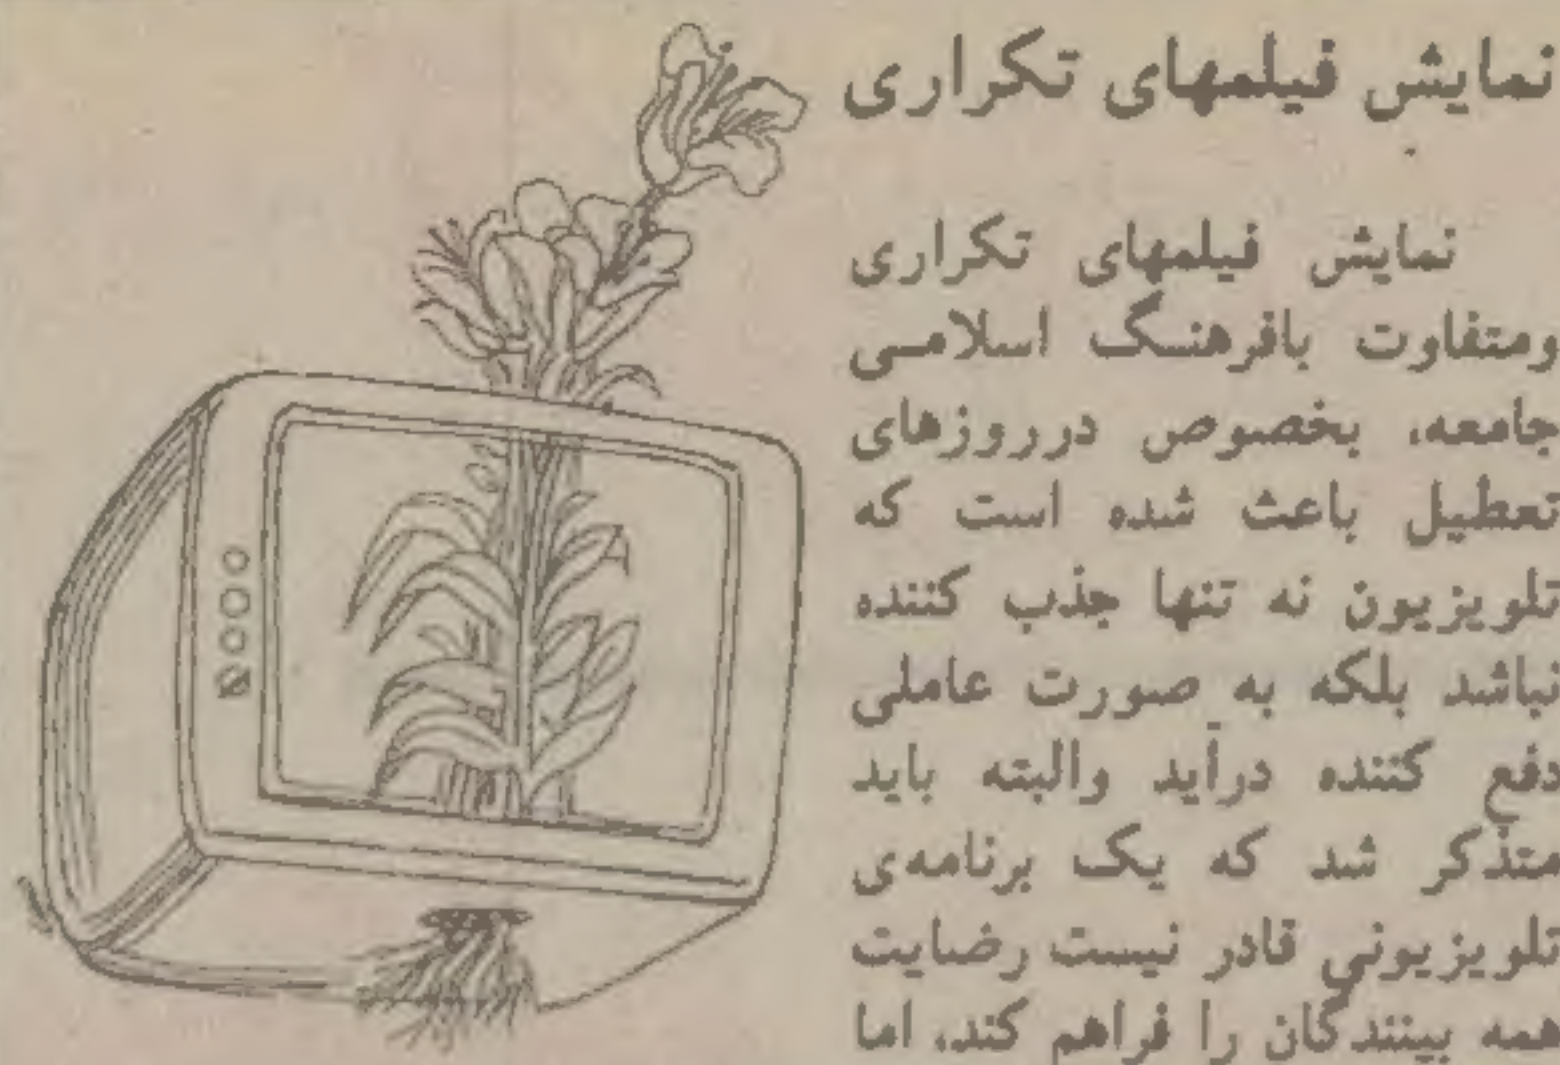 نمایش فیلمهای تکراری
نمایش فیلمهای تکراری
ومتفاوت بافرهنگ اسلامی
جامعه، بخصوص درروزهای
تعطیل باعث شده است که
تلویزیون نه تنها جذب کننده
نباشد بلکه به صورت عاملی
دفع کننده درآید والبته باید
متذکر شد که یک برنامه‌ی
تلویزیونی قادر نیست رضایت
همه بینندگان را فراهم کند، اما